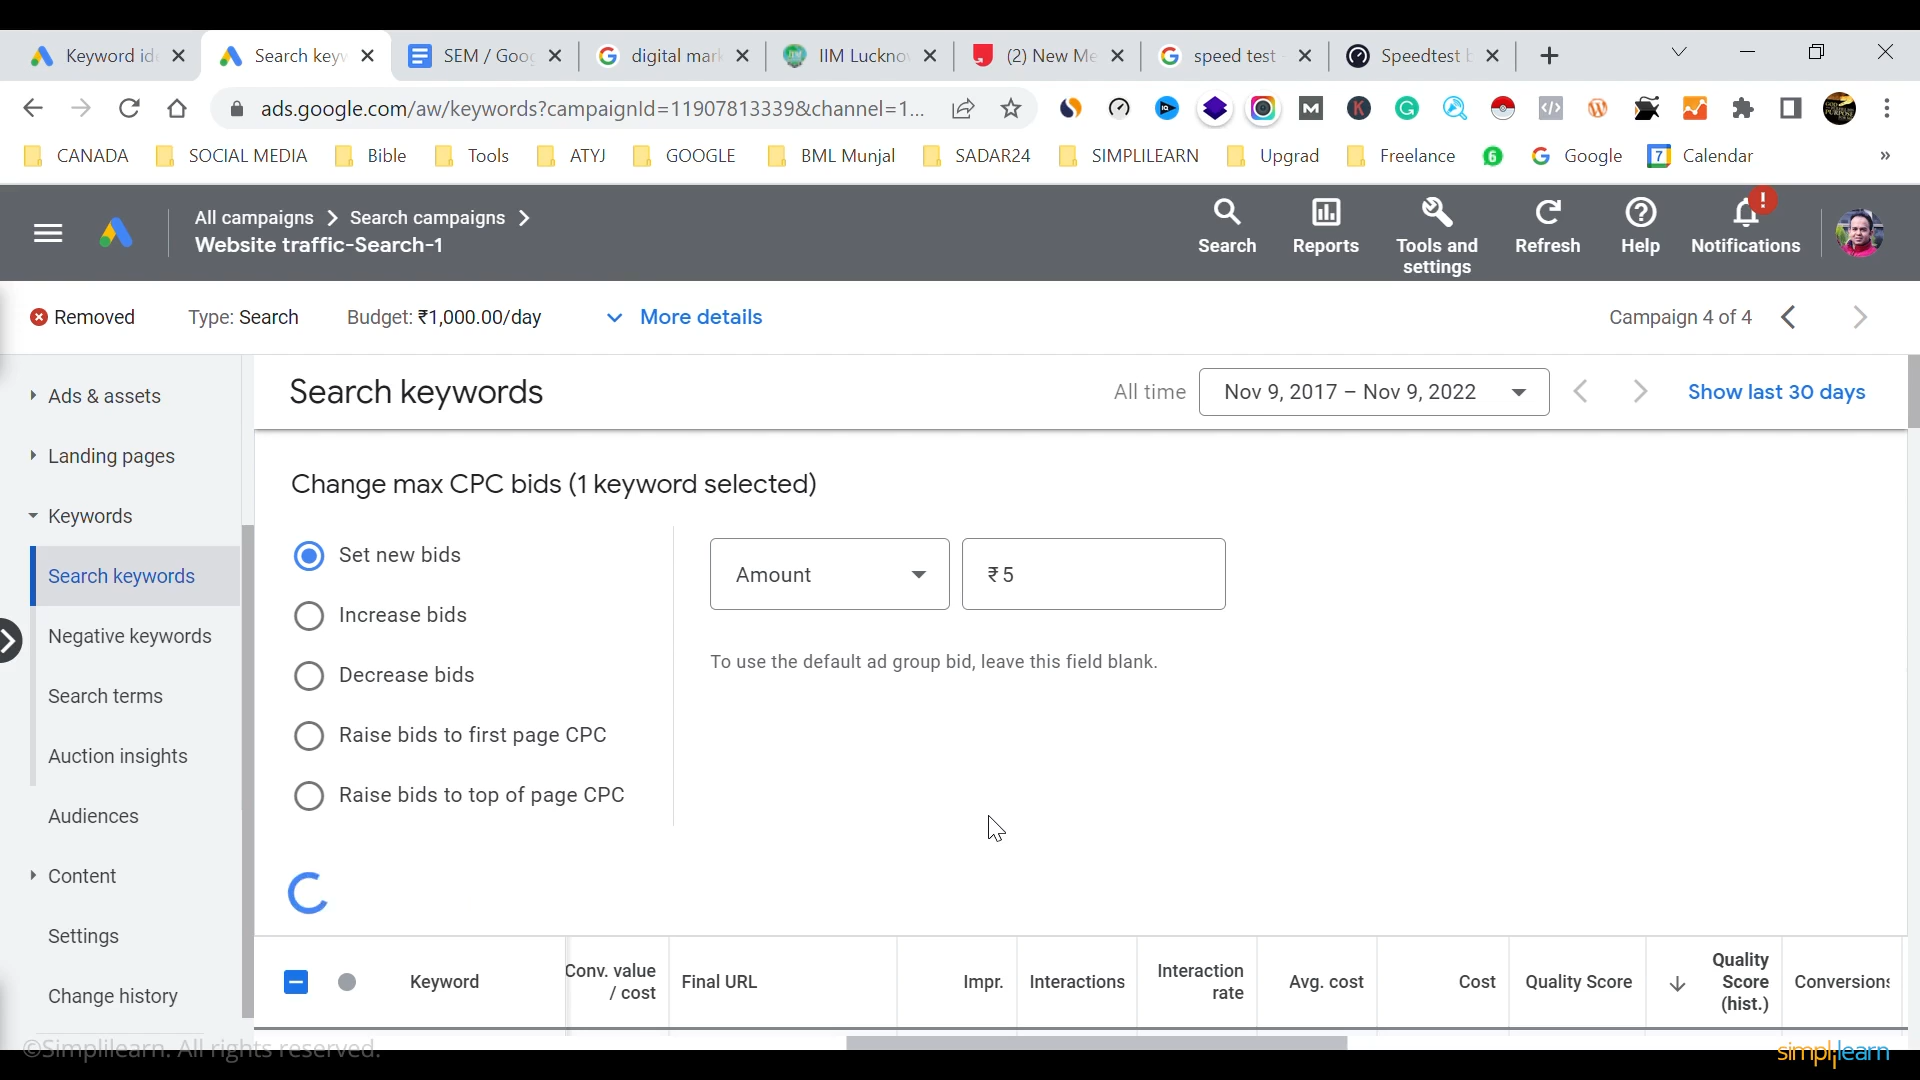 Keyword ide
Search keyw
SEM / Goog
digital mark
IIM Lucknow
(2) New Me
speed test -
Speedtest b
ads.google.com/aw/keywords?campaignId=11907813339&channel=1...
CANADA
SOCIAL MEDIA
Bible
Tools
ATYJ
GOOGLE
BML Munjal
SADAR24
SIMPLILEARN
Upgrad
Freelance
Google
7
Calendar
»
All campaigns > Search campaigns >
Website traffic-Search-1
Search
Reports
Tools and
settings
Refresh
Help
Notifications
Removed
Type: Search
Budget: ₹1,000.00/day
More details
Campaign 4 of 4
Ads & assets
Landing pages
Keywords
Search keywords
Negative keywords
Search terms
Auction insights
Audiences
Content
Settings
Change history
Search keywords
All time
Nov 9, 2017 – Nov 9, 2022
Show last 30 days
Change max CPC bids (1 keyword selected)
Set new bids
Increase bids
Decrease bids
Raise bids to first page CPC
Raise bids to top of page CPC
Amount
₹ 5
To use the default ad group bid, leave this field blank.
Keyword
Conv. value
/ cost
Final URL
Impr.
Interactions
Interaction
rate
Avg. cost
Cost
Quality Score
Quality
Score
(hist.)
Conversions
©Simplilearn. All rights reserved.
simplilearn